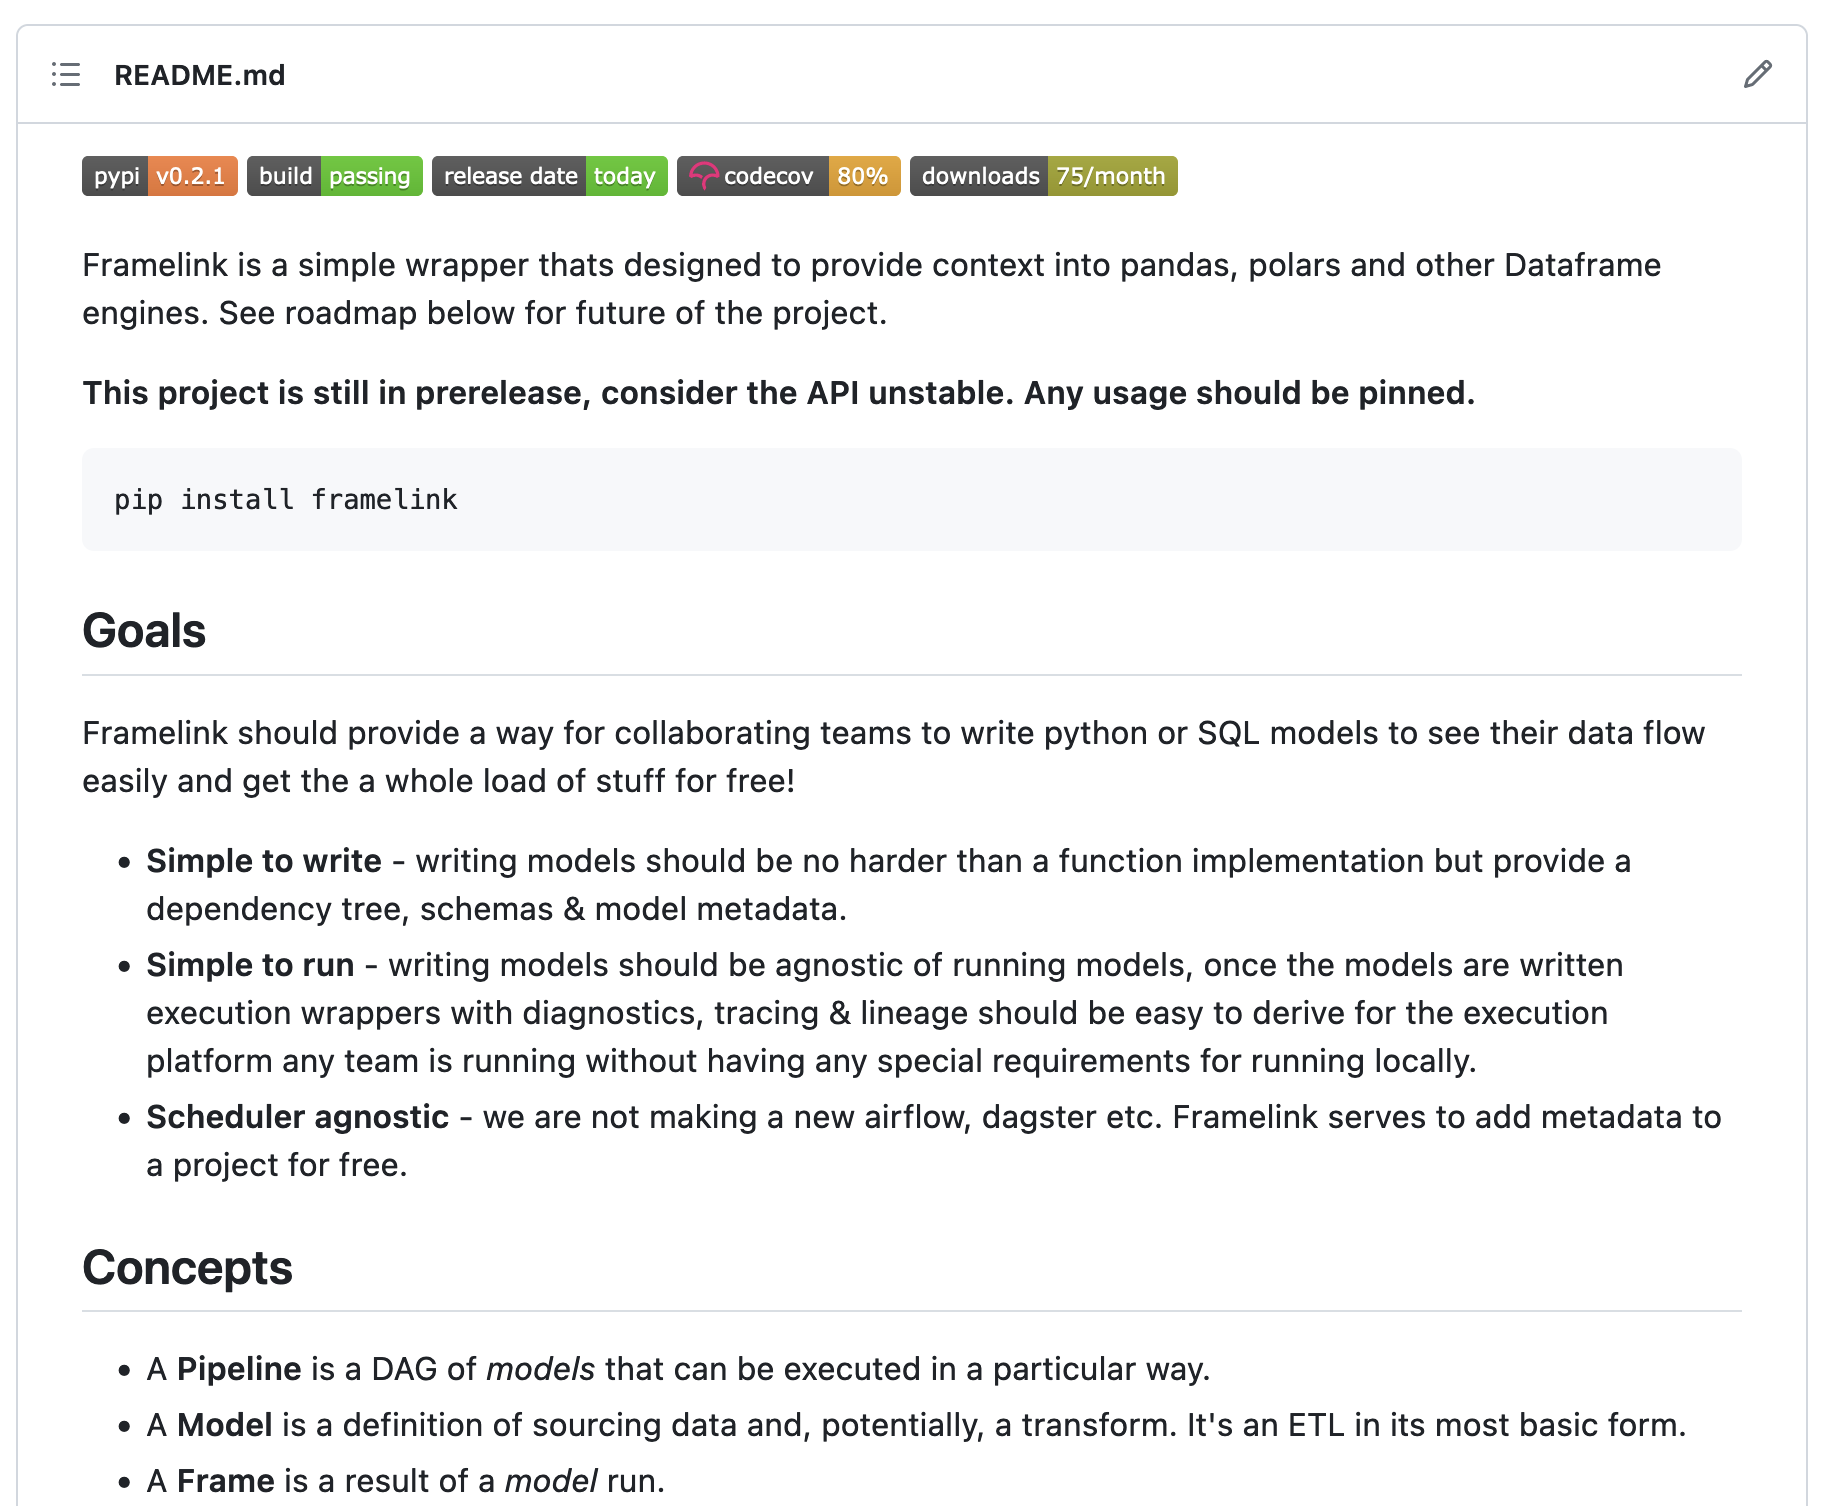 README.md
pypi v0.2.1 build passing release date today codecov 80% downloads 75/month
Framelink is a simple wrapper thats designed to provide context into pandas, polars and other Dataframe
engines. See roadmap below for future of the project.
This project is still in prerelease, consider the API unstable. Any usage should be pinned.
pip install framelink
Goals
Framelink should provide a way for collaborating teams to write python or SQL models to see their data flow
easily and get the a whole load of stuff for free!
• Simple to write - writing models should be no harder than a function implementation but provide a
dependency tree, schemas & model metadata.
• Simple to run - writing models should be agnostic of running models, once the models are written
execution wrappers with diagnostics, tracing & lineage should be easy to derive for the execution
platform any team is running without having any special requirements for running locally.
• Scheduler agnostic - we are not making a new airflow, dagster etc. Framelink serves to add metadata to
a project for free.
Concepts
• A Pipeline is a DAG of models that can be executed in a particular way.
• A Model is a definition of sourcing data and, potentially, a transform. It's an ETL in its most basic form.
• A Frame is a result of a model run.